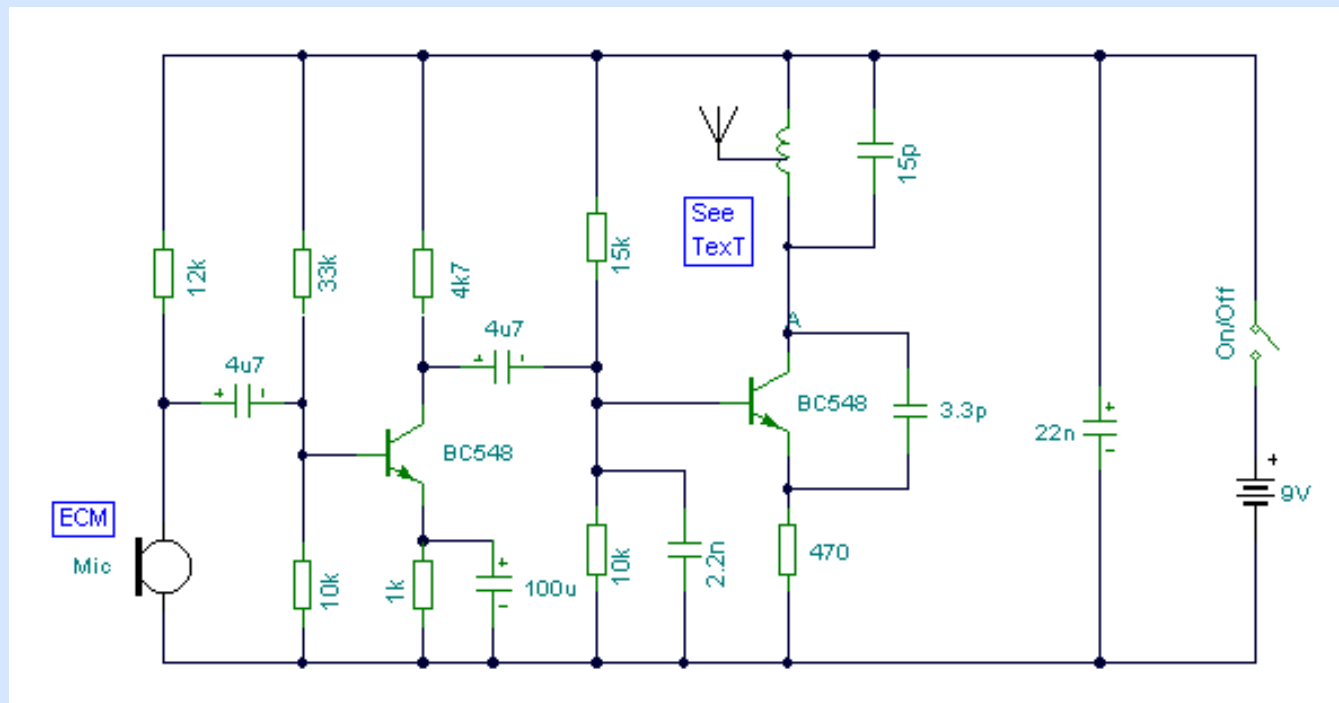 15p
See
TexT
12k
33k
4k7
15k
4u7
4u7
A
On/Off
BC548
3.3p
22n
+
-
BC548
+
9V
ECM
Mic
10k
1k
+
-
100u
10k
2.2n
470